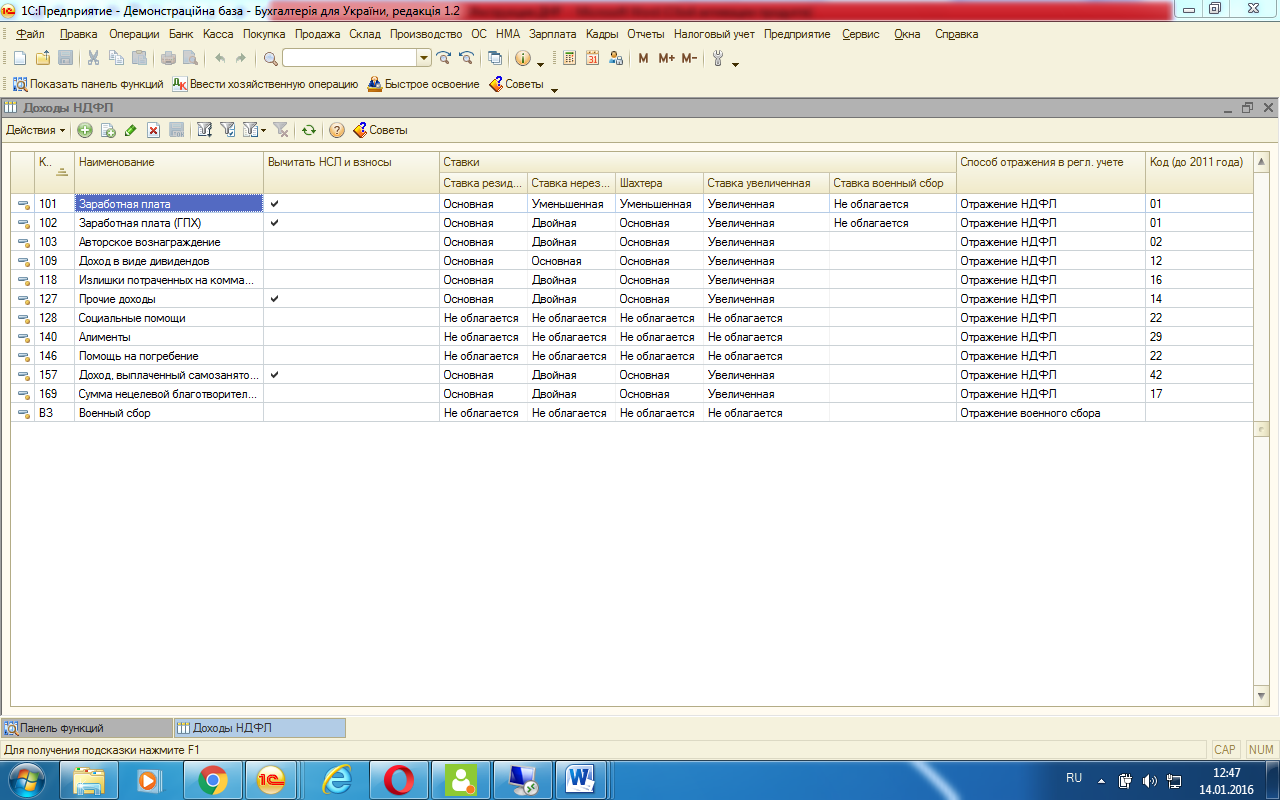 1С:Предприятие - Демонстраційна база - Бухгалтерія для України, редакція 1.2
Файл Правка Операции Банк Касса Покупка Продажа Склад Производство ОС НМА Зарплата Кадры Отчеты Налоговый учет Предприятие Сервис Окна Справка
M M+ M-
Показать панель функций Ввести хозяйственную операцию Быстрое освоение Советы
Доходы НДФЛ
Действия Советы
К.. Наименование Вычитать НСП и взносы Ставки Способ отражения в регл. учете Код (до 2011 года)
Ставка резид... Ставка нерез... Шахтера Ставка увеличенная Ставка военный сбор
101 Заработная плата ✓ Основная Уменьшенная Уменьшенная Увеличенная Не облагается Отражение НДФЛ 01
102 Заработная плата (ГПХ) ✓ Основная Двойная Основная Увеличенная Не облагается Отражение НДФЛ 01
103 Авторское вознаграждение Основная Двойная Основная Увеличенная Отражение НДФЛ 02
109 Доход в виде дивидендов Основная Основная Основная Увеличенная Отражение НДФЛ 12
118 Излишки потраченных на комма... Основная Двойная Основная Увеличенная Отражение НДФЛ 16
127 Прочие доходы ✓ Основная Двойная Основная Увеличенная Отражение НДФЛ 14
128 Социальные помощи Не облагается Не облагается Не облагается Не облагается Отражение НДФЛ 22
140 Алименты Не облагается Не облагается Не облагается Не облагается Отражение НДФЛ 29
146 Помощь на погребение Не облагается Не облагается Не облагается Не облагается Отражение НДФЛ 22
157 Доход, выплаченный самозанято... ✓ Основная Двойная Основная Увеличенная Отражение НДФЛ 42
169 Сумма нецелевой благотворител... Основная Двойная Основная Увеличенная Отражение НДФЛ 17
ВЗ Военный сбор Не облагается Не облагается Не облагается Не облагается Отражение военного сбора
Панель функций Доходы НДФЛ
Для получения подсказки нажмите F1 CAP NUM
RU 12:47
14.01.2016